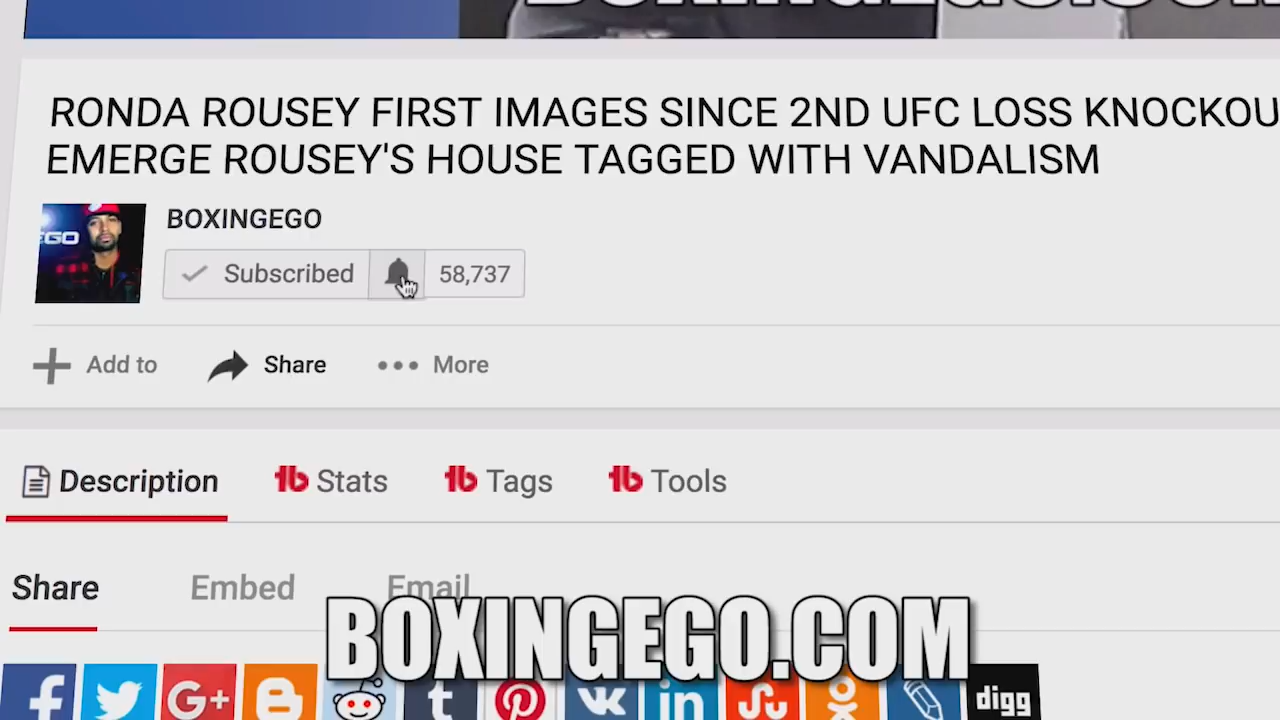 RONDA ROUSEY FIRST IMAGES SINCE 2ND UFC LOSS
EMERGE ROUSEY'S HOUSE TAGGED WITH VANDALISM
EGO
BOXINGEGO
Subscribed 58,737
Add to Share More
Description Stats Tags Tools
Share Embed Email
BOXINGEGO.COM
digg